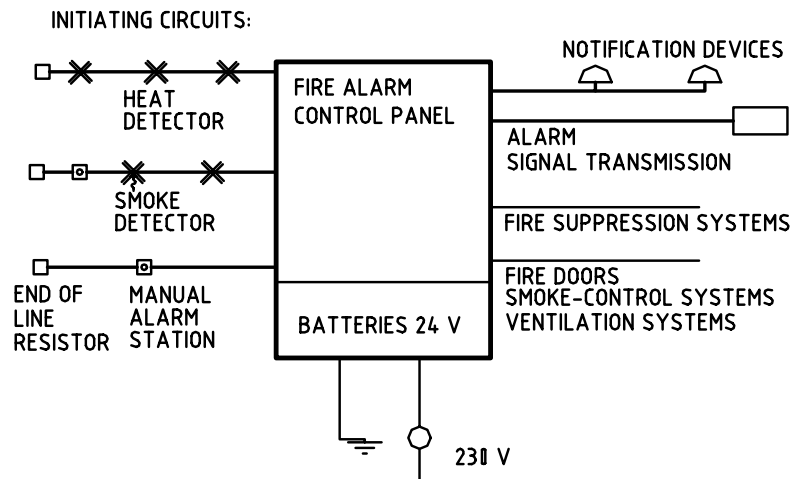 INITIATING CIRCUITS:
HEAT
DETECTOR
SMOKE
DETECTOR
END OF
LINE
RESISTOR
MANUAL
ALARM
STATION
FIRE ALARM
CONTROL PANEL
BATTERIES 24 V
NOTIFICATION DEVICES
ALARM
SIGNAL TRANSMISSION
FIRE SUPPRESSION SYSTEMS
FIRE DOORS
SMOKE-CONTROL SYSTEMS
VENTILATION SYSTEMS
230 V